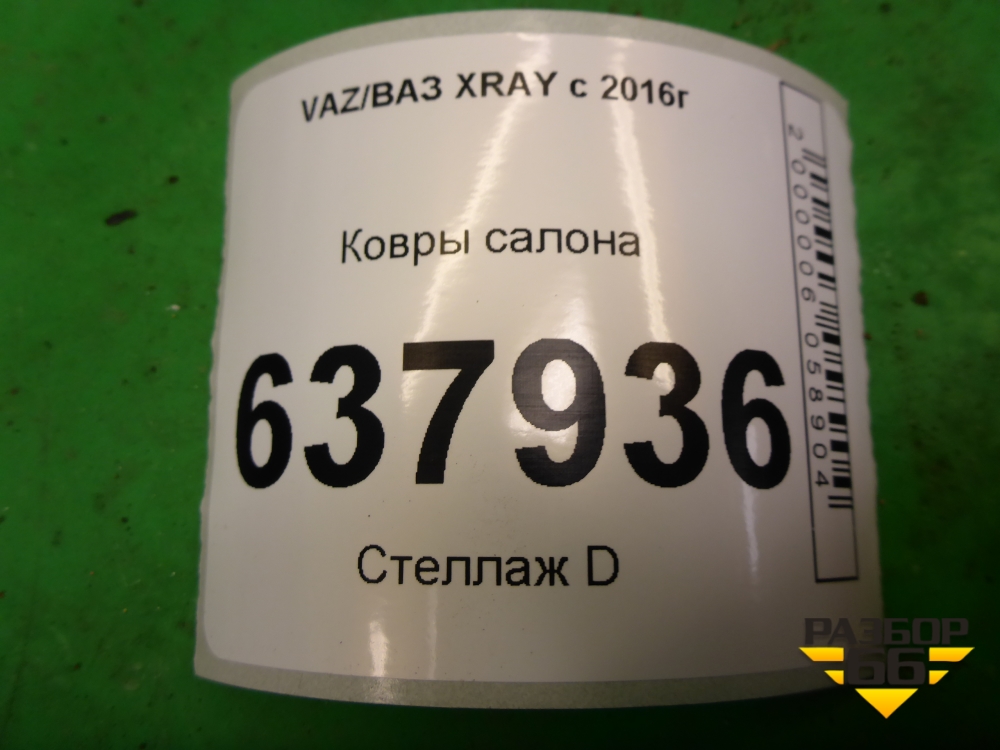 VAZ/ВАЗ XRAY с 2016г
Ковры салона
637936
Стеллаж D
2000006058904
РАЗБОР
66